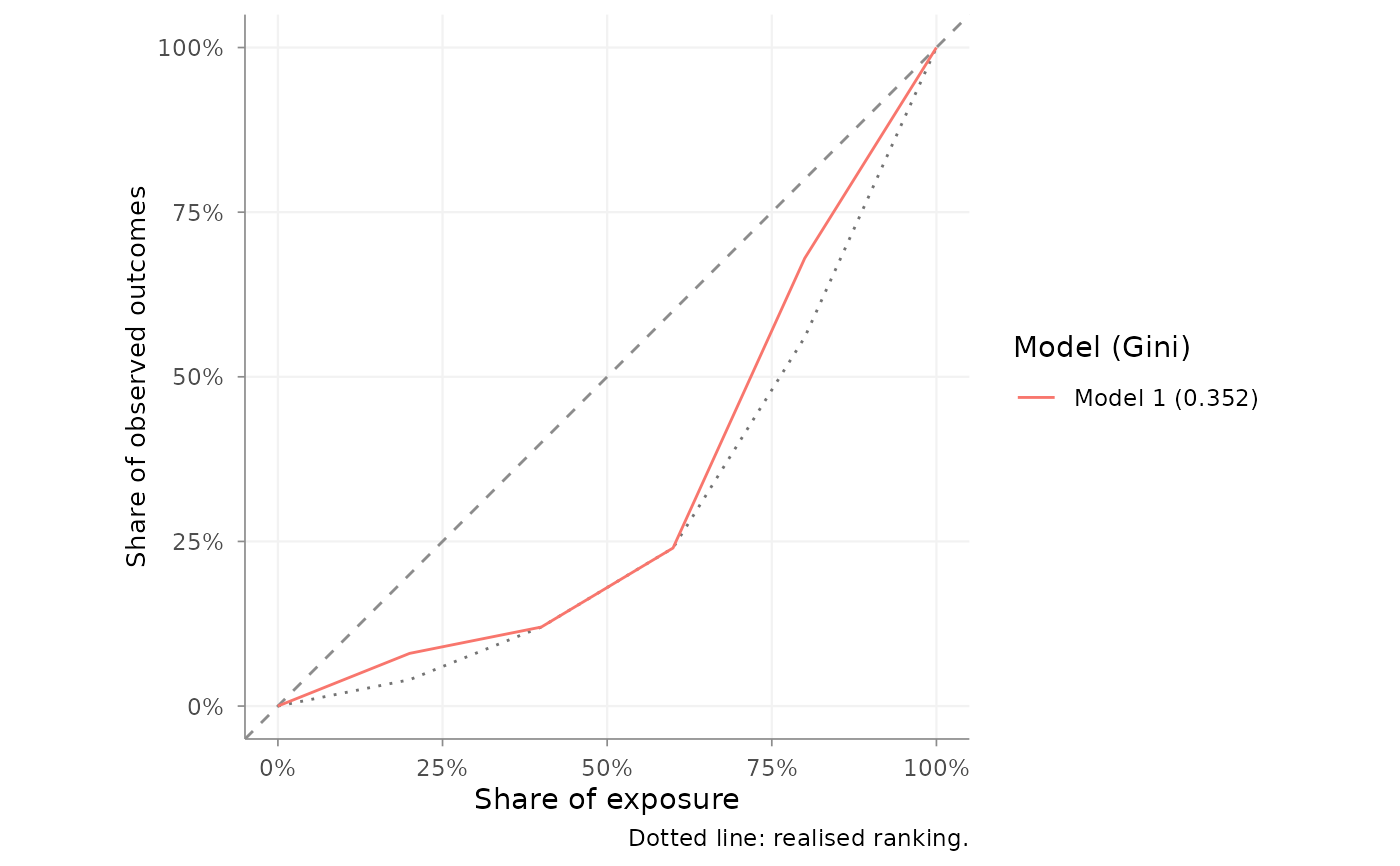 100%
75%
50%
25%
0%
Share of observed outcomes
0%
25%
50%
75%
100%
Share of exposure
Dotted line: realised ranking.
Model (Gini)
Model 1 (0.352)